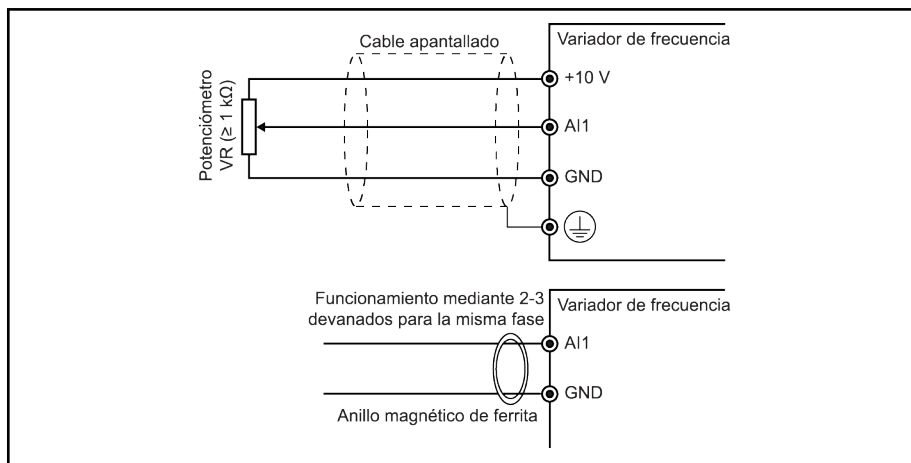 Cable apantallado
Variador de frecuencia
+10 V
Potenciómetro
VR (≥ 1 kΩ)
AI1
GND
Funcionamiento mediante 2-3
devanados para la misma fase
Variador de frecuencia
AI1
GND
Anillo magnético de ferrita